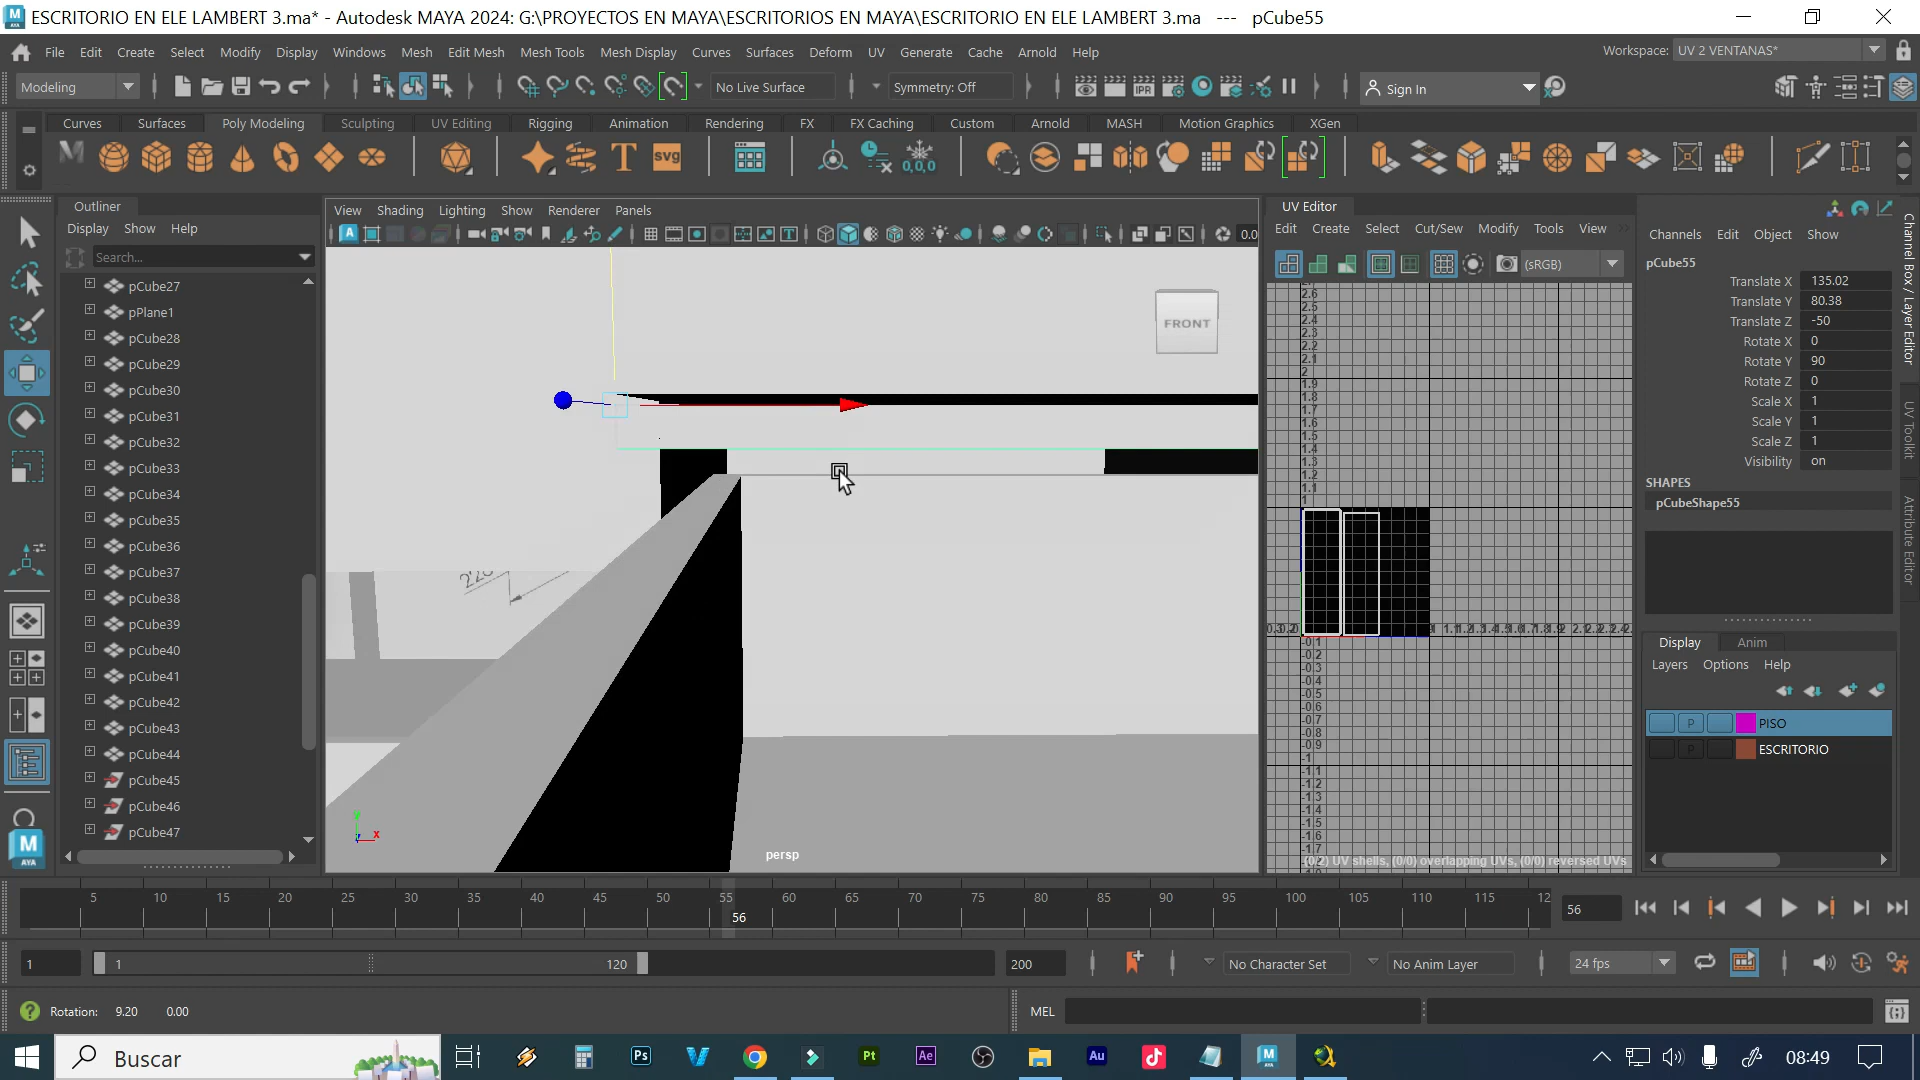 ESCRITORIO EN ELE LAMBERT 3.ma* - Autodesk MAYA 2024: G:\PROYECTOS EN MAYA\ESCRITORIOS EN MAYA\ESCRITORIO EN ELE LAMBERT 3.ma --- pCube55
File Edit Create Select Modify Display Windows Mesh Edit Mesh Mesh Tools Mesh Display Curves Surfaces Deform UV Generate Cache Arnold Help
Workspace: UV 2 VENTANAS*
Modeling
No Live Surface
Symmetry: Off
Sign In
Curves Surfaces Poly Modeling Sculpting UV Editing Rigging Animation Rendering FX FX Caching Custom Arnold MASH Motion Graphics XGen
Outliner
Display Show Help
Search...
pCube27
pPlane1
pCube28
pCube29
pCube30
pCube31
pCube32
pCube33
pCube34
pCube35
pCube36
pCube37
pCube38
pCube39
pCube40
pCube41
pCube42
pCube43
pCube44
pCube45
pCube46
pCube47
View Shading Lighting Show Renderer Panels
FRONT
persp
UV Editor
Edit Create Select Cut/Sew Modify Tools View
(sRGB)
(0/2) UV shells, (0/0) overlapping UVs, (0/0) reversed UVs
Channels Edit Object Show
pCube55
Translate X 135.02
Translate Y 80.38
Translate Z -50
Rotate X 0
Rotate Y 90
Rotate Z 0
Scale X 1
Scale Y 1
Scale Z 1
Visibility on
SHAPES
pCubeShape55
Display Anim
Layers Options Help
P PISO
P ESCRITORIO
Channel Box / Layer Editor
UV Toolkit
Attribute Editor
5 10 15 20 25 30 35 40 45 50 55 60 65 70 75 80 85 90 95 100 105 110 115 12
56
56
1 1 120 200
No Character Set
No Anim Layer
24 fps
Rotation: 9.20 0.00
MEL
Buscar
08:49